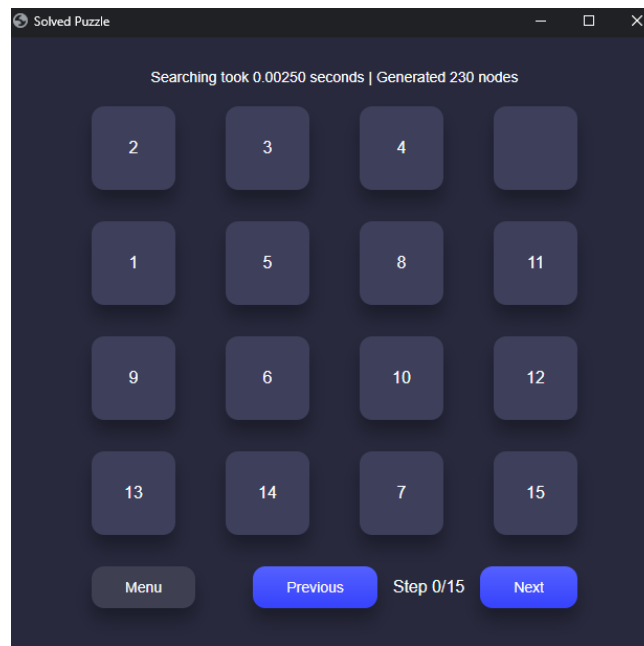 Solved Puzzle
Searching took 0.00250 seconds | Generated 230 nodes
2 3 4
1 5 8 11
9 6 10 12
13 14 7 15
Menu Previous Step 0/15 Next